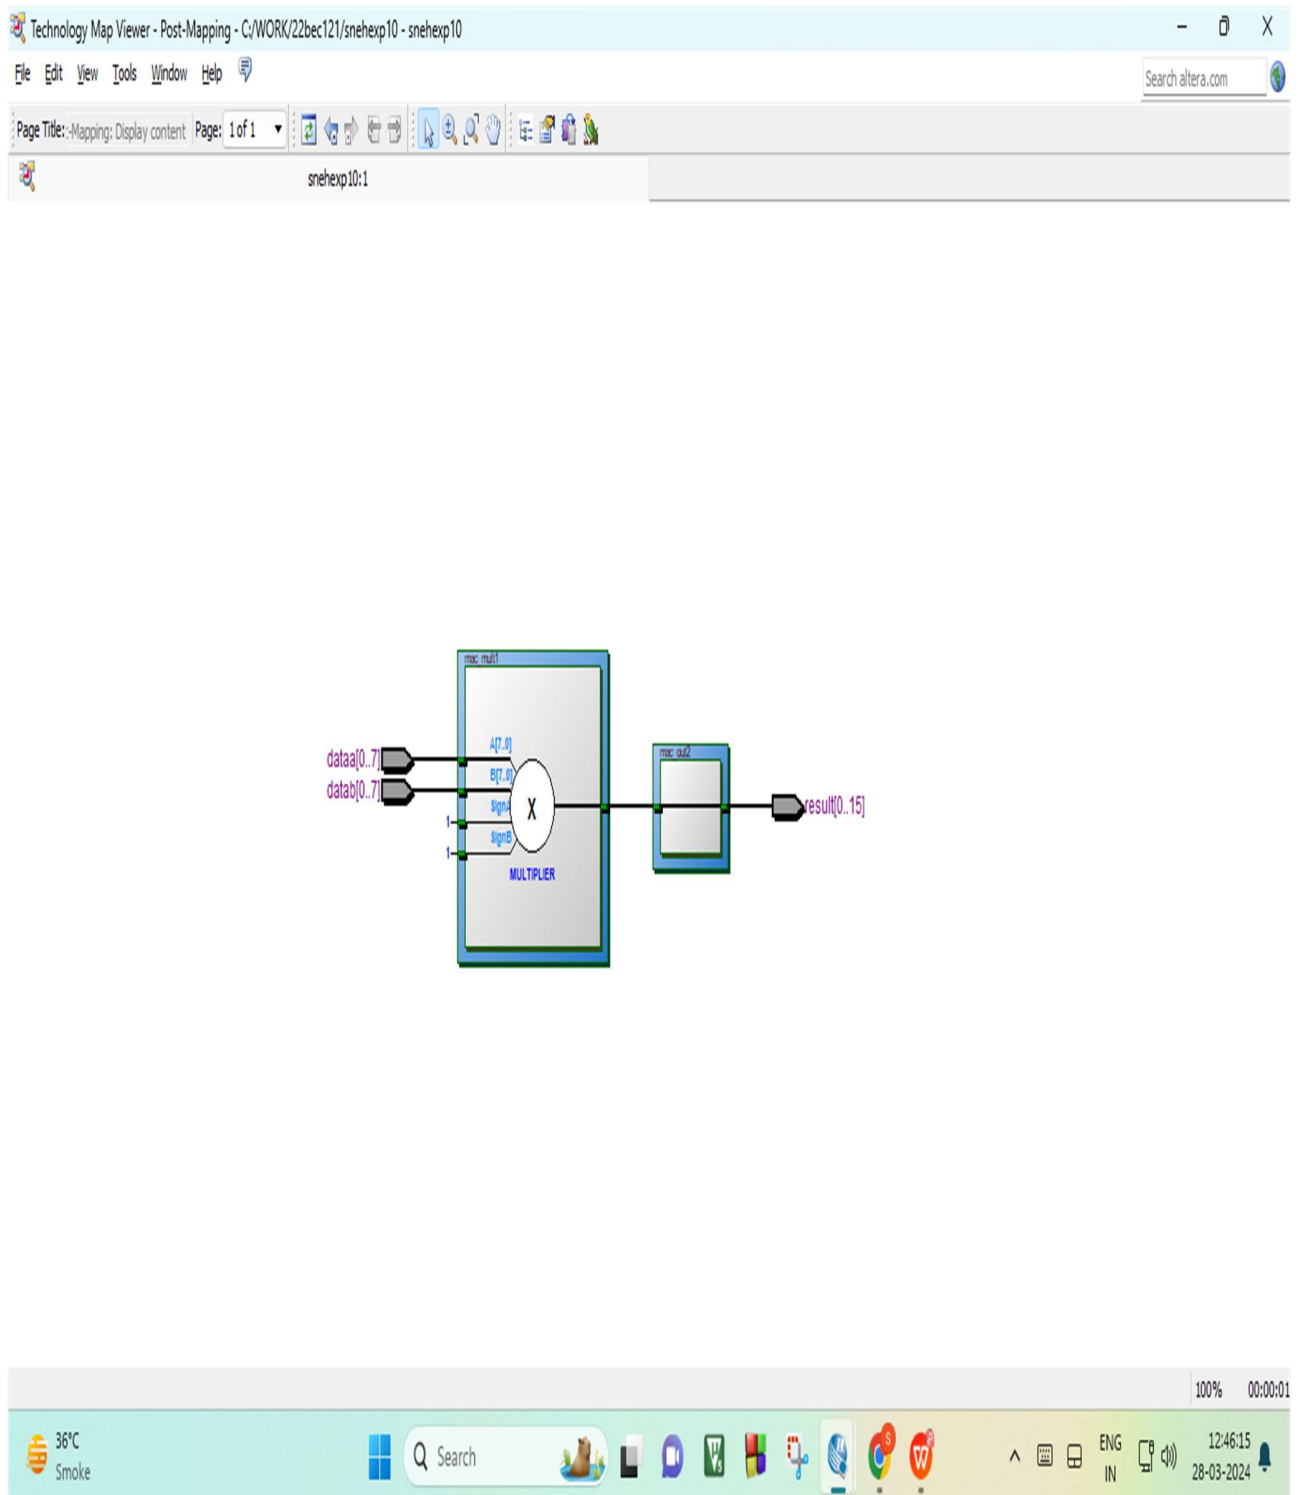 Technology Map Viewer - Post-Mapping - C:/WORK/22bec121/snehexp10 - snehexp10
File Edit View Tools Window Help
Search altera.com
Page Title: :-Mapping: Display content Page: 1 of 1
snehexp10:1
mac_mult1
mac_out2
A[7..0]
dataa[0..7]
B[7..0]
datab[0..7]
SignA
X
result[0..15]
1
SignB
1
MULTIPLIER
100% 00:00:01
36°C
Smoke
Search
ENG
IN
12:46:15
28-03-2024